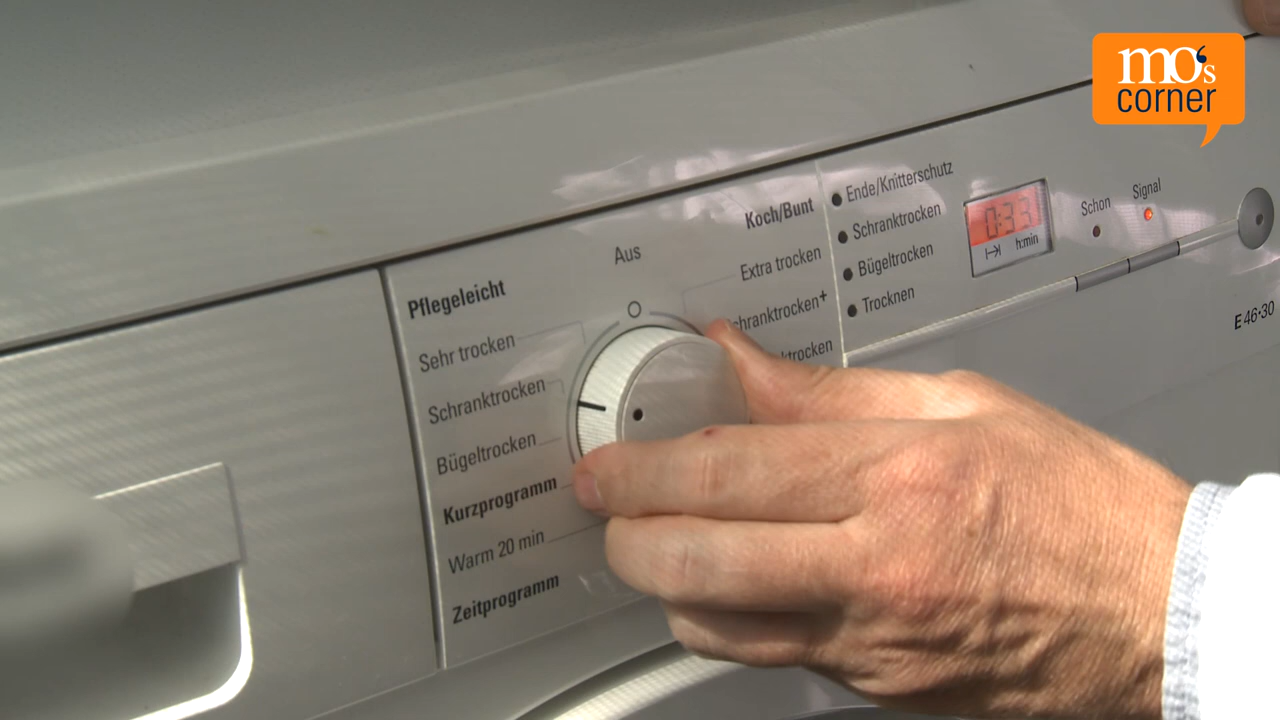 mo's
corner
Pflegeleicht
Sehr trocken
Schranktrocken
Bügeltrocken
Kurzprogramm
Warm 20 min
Zeitprogramm
Aus
Koch/Bunt
Extra trocken
Ende/Knitterschutz
Schranktrocken
Bügeltrocken
Trocknen
0:33
h:min
Schon
Signal
E 46-30